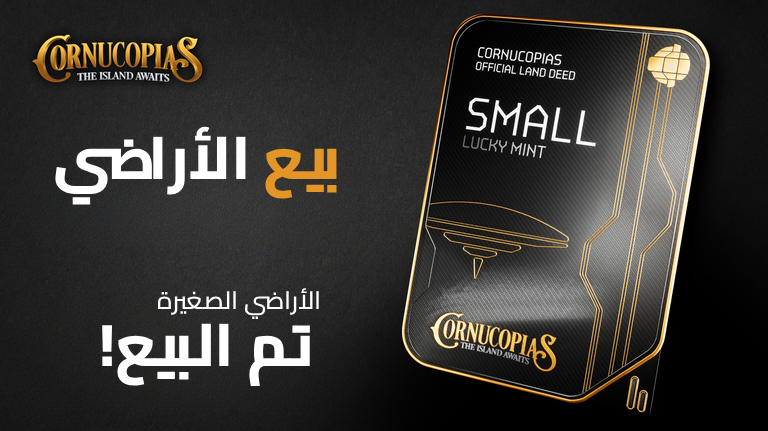 CORNUCOPIAS
THE ISLAND AWAITS
بيع الأراضي
الأراضي الصغيرة
تم البيع!
CORNUCOPIAS
OFFICIAL LAND DEED
SMALL
LUCKY MINT
CORNUCOPIAS
THE ISLAND AWAITS